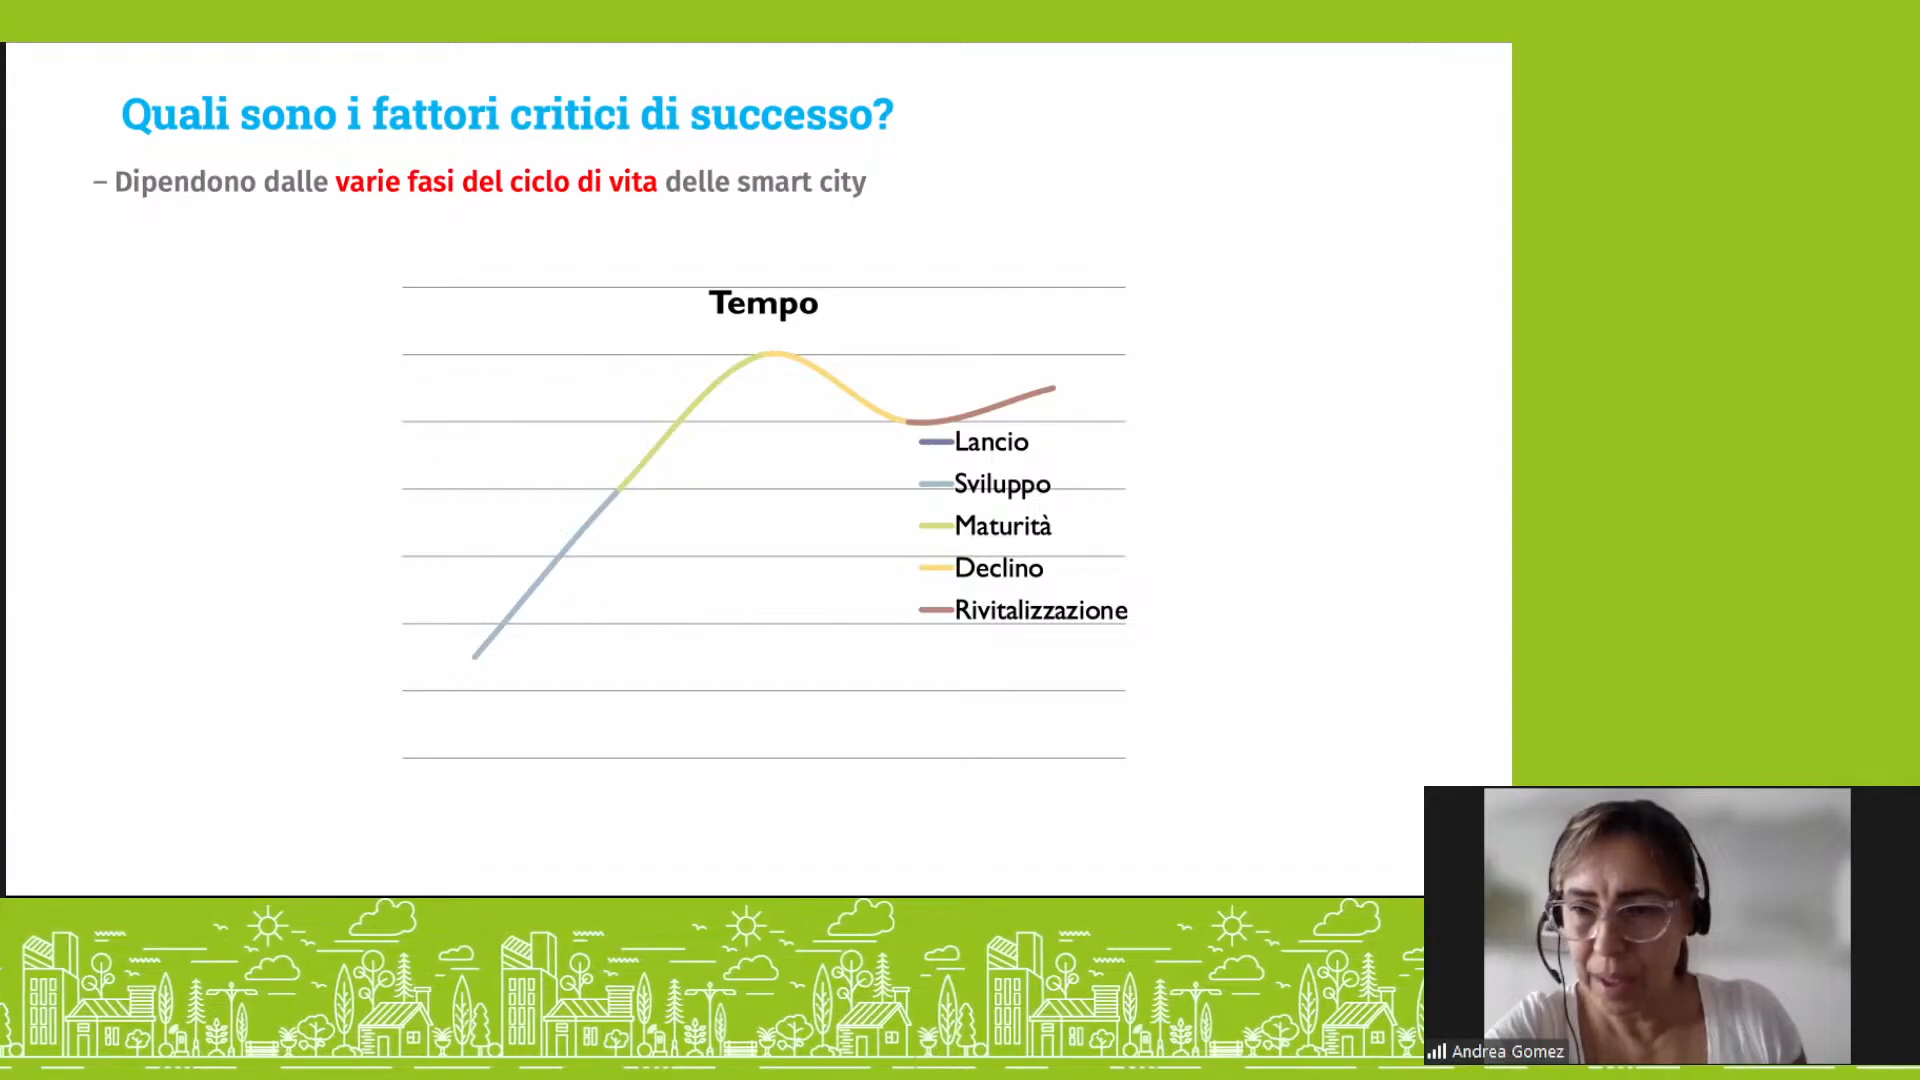 Quali sono i fattori critici di successo?
– Dipendono dalle varie fasi del ciclo di vita delle smart city
Tempo
Lancio
Sviluppo
Maturità
Declino
Rivitalizzazione
Andrea Gomez